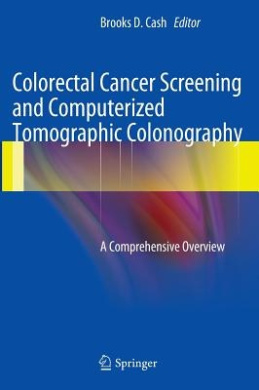 Brooks D. Cash Editor
Colorectal Cancer Screening
and Computerized
Tomographic Colonography
A Comprehensive Overview
Springer